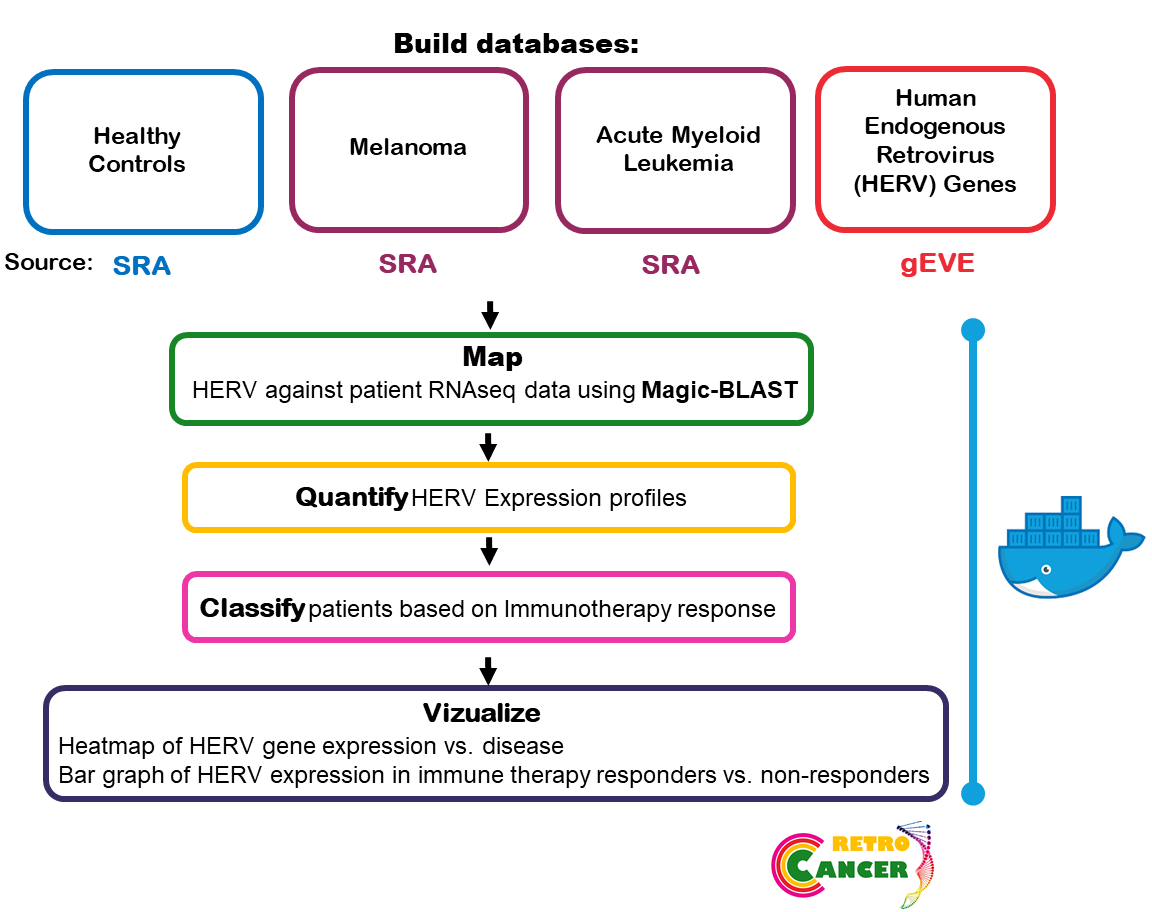 Build databases:
Healthy
Controls
Melanoma
Acute Myeloid
Leukemia
Human
Endogenous
Retrovirus
(HERV) Genes
Source: SRA SRA SRA gEVE
Map
HERV against patient RNAseq data using Magic-BLAST
Quantify HERV Expression profiles
Classify patients based on Immunotherapy response
Vizualize
Heatmap of HERV gene expression vs. disease
Bar graph of HERV expression in immune therapy responders vs. non-responders
RETRO
CANCER